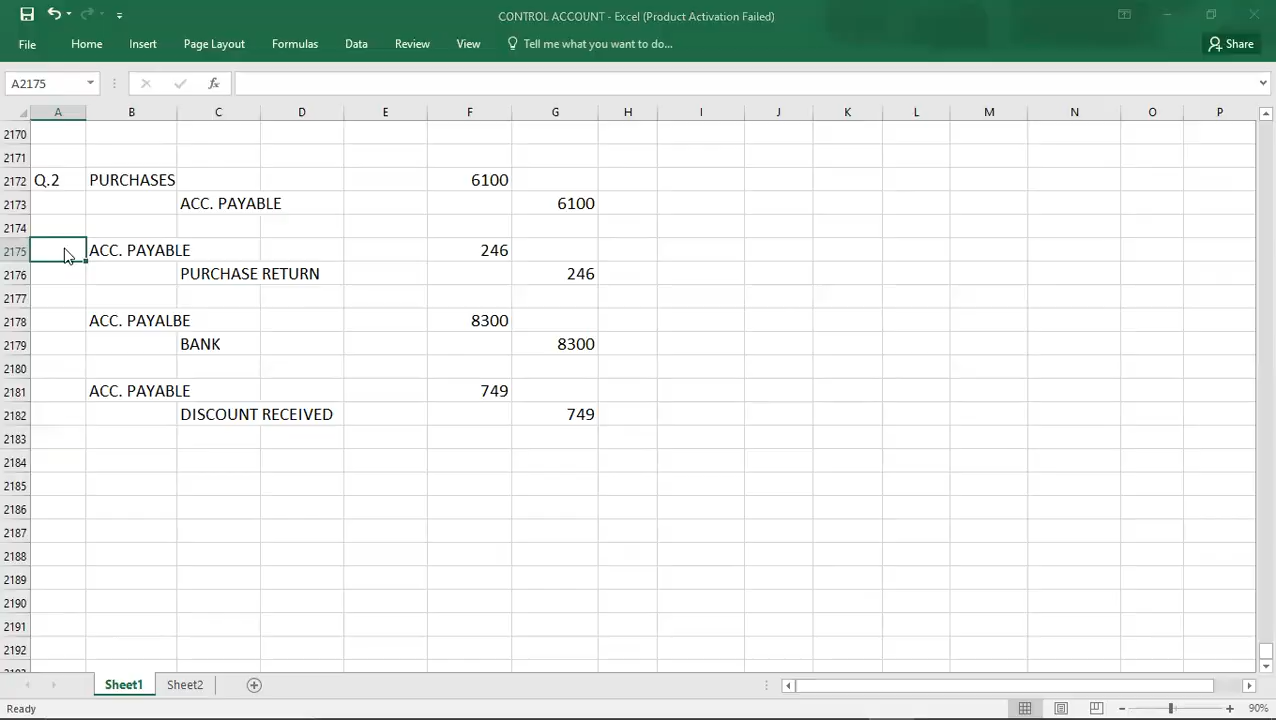 CONTROL ACCOUNT - Excel (Product Activation Failed)
File Home Insert Page Layout Formulas Data Review View Tell me what you want to do... Share
A2175 fx
A B C D E F G H I J K L M N O P
2170
2171
2172 Q.2 PURCHASES 6100
2173 ACC. PAYABLE 6100
2174
2175 ACC. PAYABLE 246
2176 PURCHASE RETURN 246
2177
2178 ACC. PAYALBE 8300
2179 BANK 8300
2180
2181 ACC. PAYABLE 749
2182 DISCOUNT RECEIVED 749
2183
2184
2185
2186
2187
2188
2189
2190
2191
2192
Sheet1 Sheet2
Ready 90%